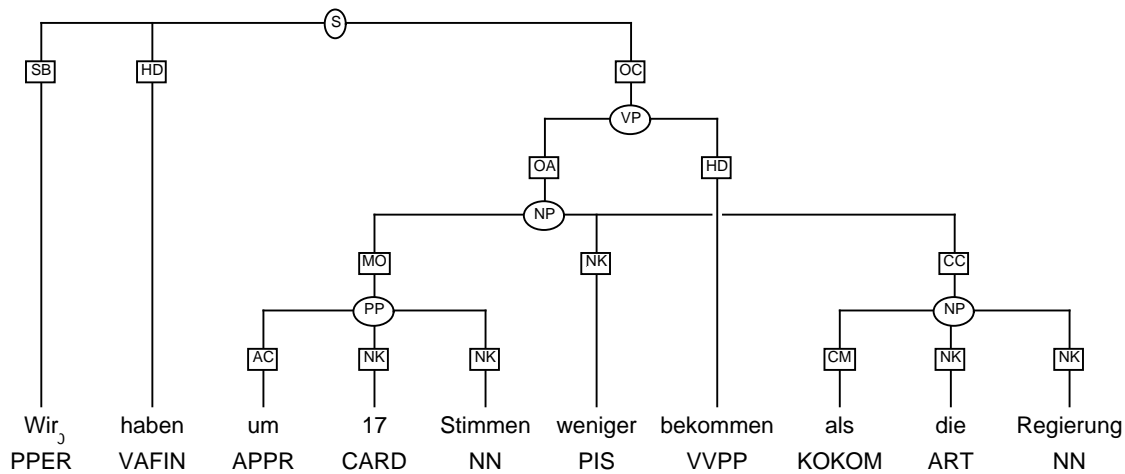 S
SB HD OC
VP
OA HD
NP
MO NK CC
PP NP
AC NK NK CM NK NK
Wir haben um 17 Stimmen weniger bekommen als die Regierung
PPER VAFIN APPR CARD NN PIS VVPP KOKOM ART NN